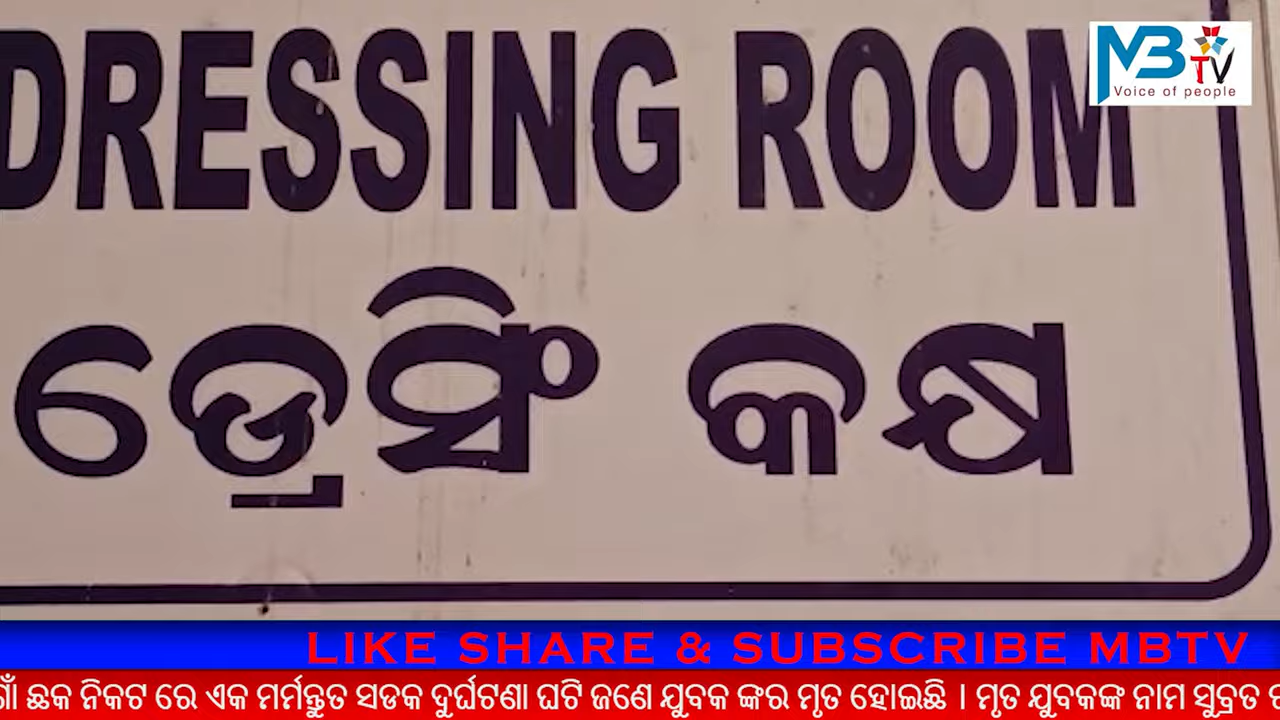 DRESSING ROOM
MB TV
Voice of people
ଡ୍ରେସିଂ କକ୍ଷ
LIKE SHARE & SUBSCRIBE MBTV
ଛକ ନିକଟ ରେ ଏକ ମର୍ମନ୍ତୁତ ସଡକ ଦୁର୍ଘଟଣା ଘଟି ଜଣେ ଯୁବକ ଙ୍କର ମୃତ ହୋଇଛି । ମୃତ ଯୁବକଙ୍କ ନାମ ସୁବ୍ରତ